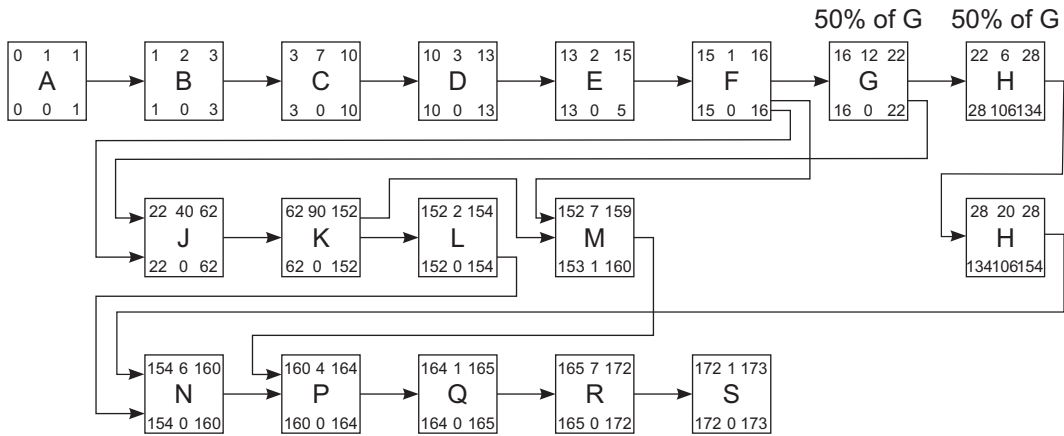 50% of G 50% of G
0 1 1 1 2 3 3 7 10 10 3 13 13 2 15 15 1 16 16 12 22 22 6 28
A B C D E F G H
0 0 1 1 0 3 3 0 10 10 0 13 13 0 5 15 0 16 16 0 22 28 106134
22 40 62 62 90 152 152 2 154 152 7 159 28 20 28
J K L M H
22 0 62 62 0 152 152 0 154 153 1 160 134106154
154 6 160 160 4 164 164 1 165 165 7 172 172 1 173
N P Q R S
154 0 160 160 0 164 164 0 165 165 0 172 172 0 173